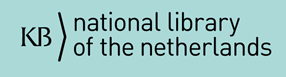 KB national library
of the netherlands